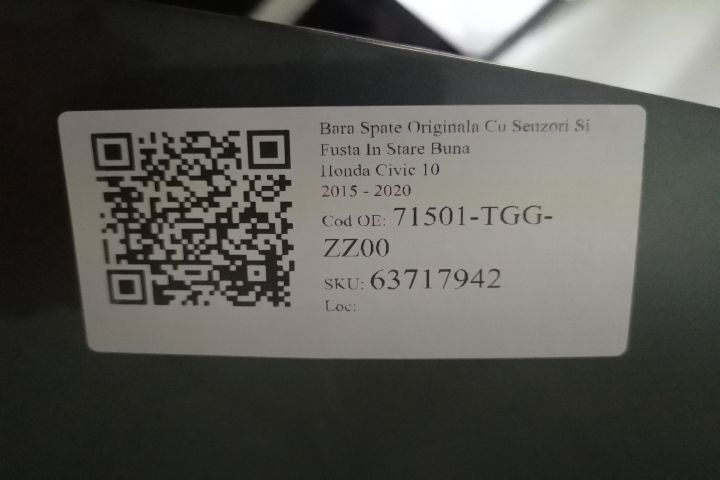 Bara Spate Originala Cu Senzori Si
Fusta In Stare Buna
Honda Civic 10
2015 - 2020
Cod OE: 71501-TGG-
ZZ00
SKU: 63717942
Loc: